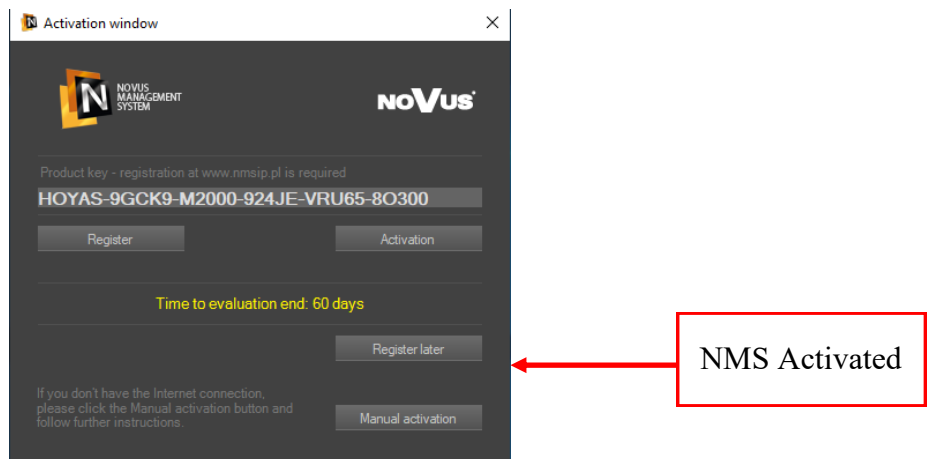 Activation window
NOVUS
MANAGEMENT
SYSTEM
NOVUS
Product key - registration at www.nmsip.pl is required
HOYAS-9GCK9-M2000-924JE-VRU65-8O300
Register
Activation
Time to evaluation end: 60 days
Register later
NMS Activated
If you don't have the Internet connection,
please click the Manual activation button and
follow further instructions.
Manual activation